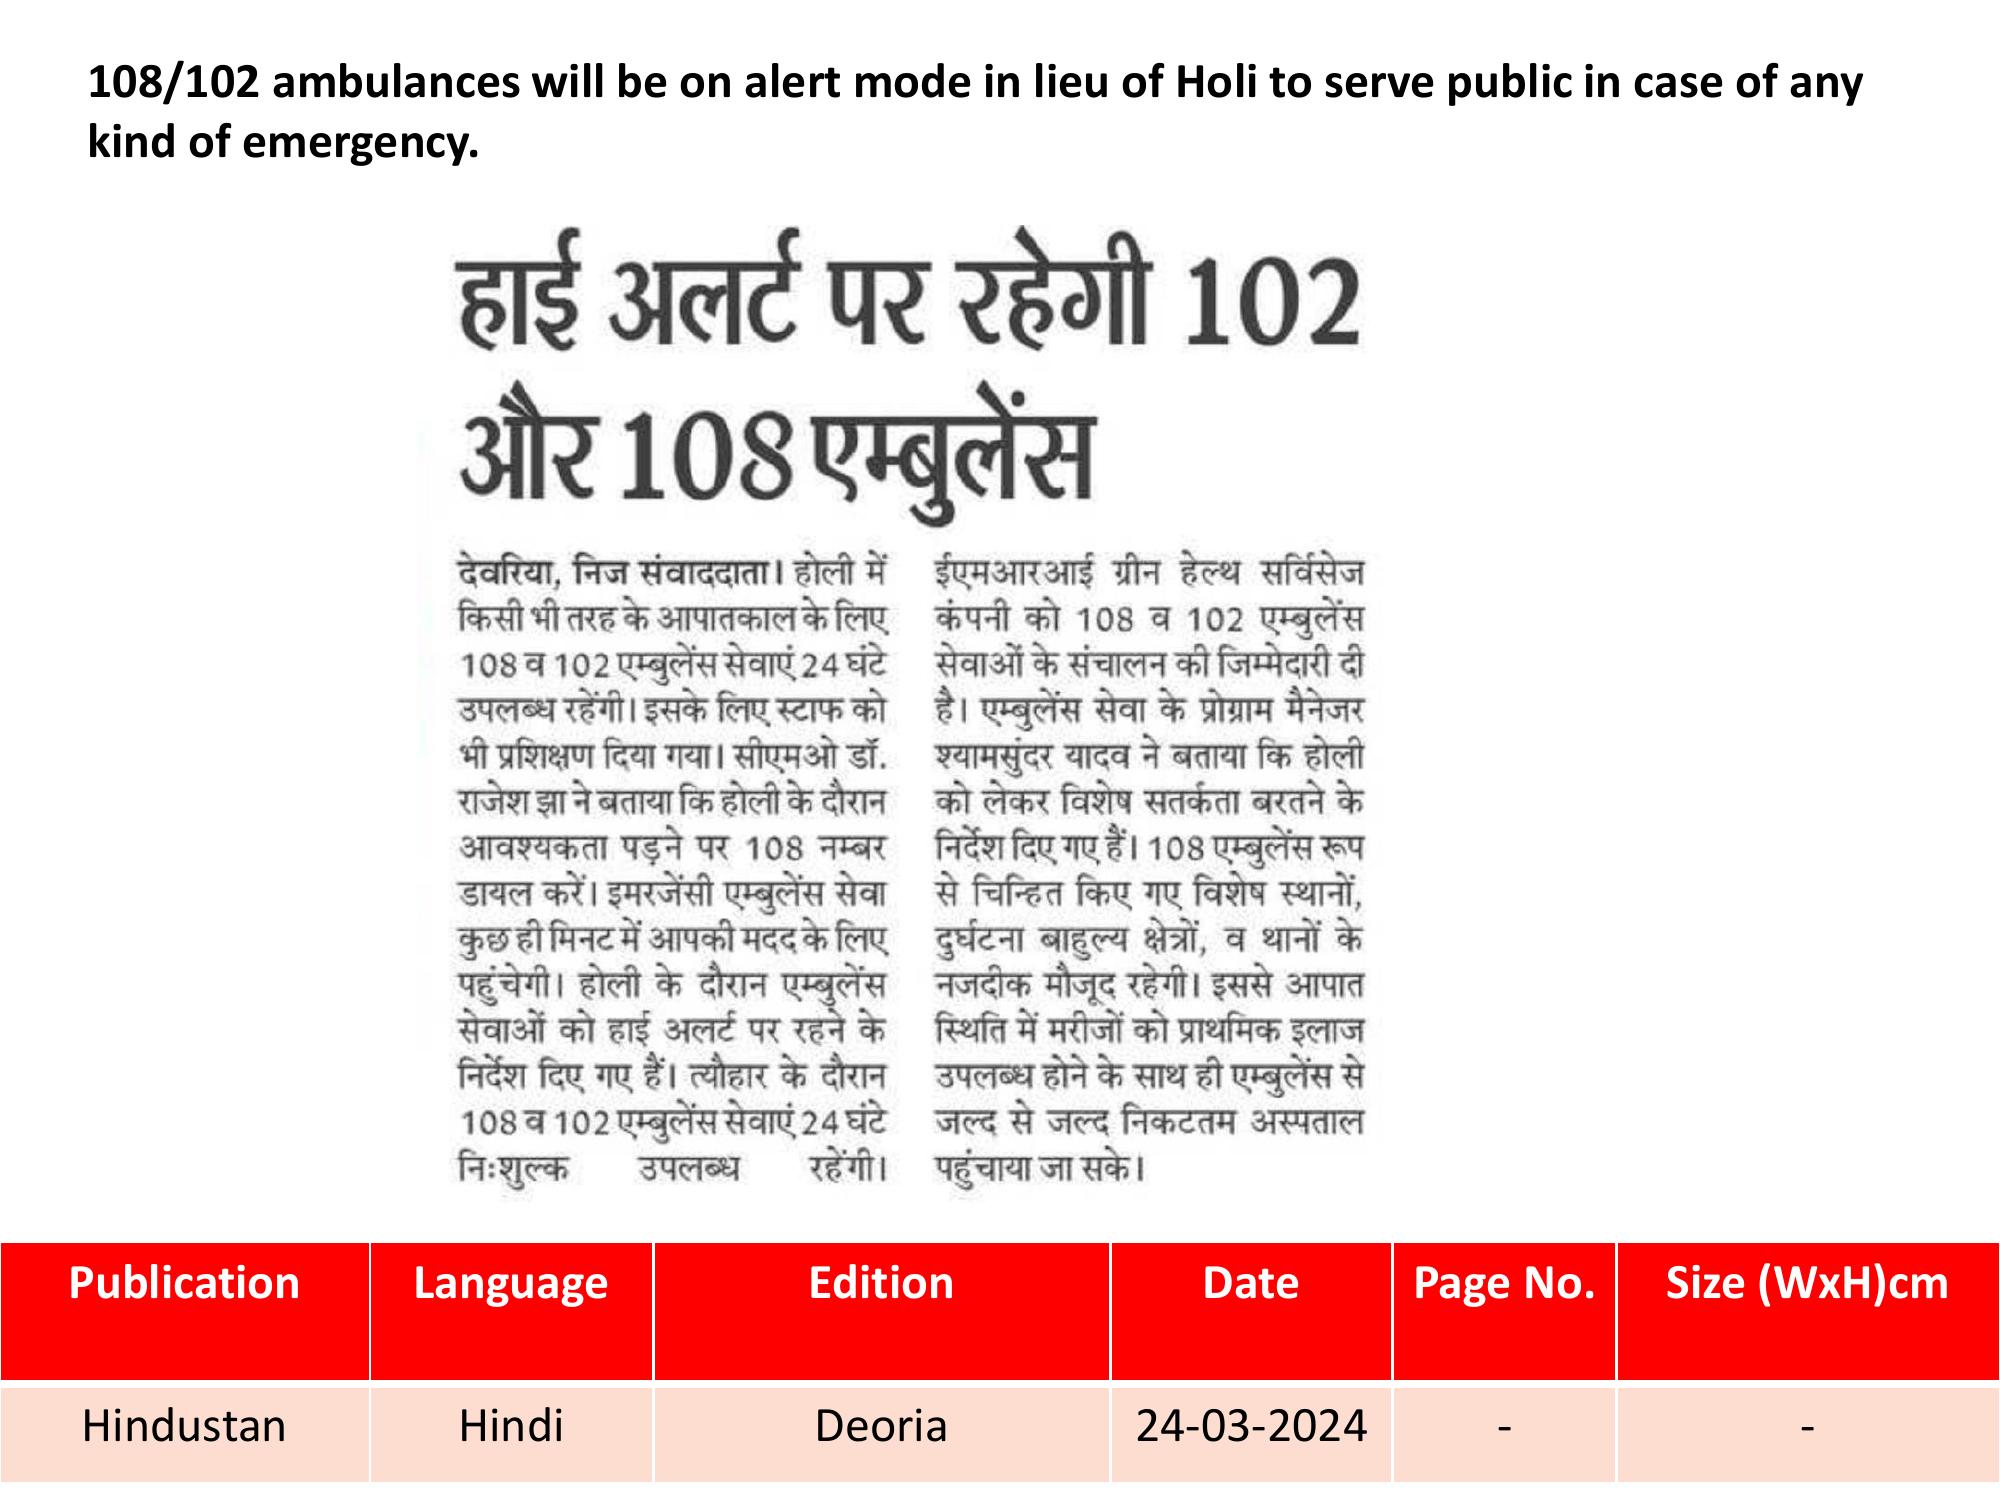 108/102 ambulances will be on alert mode in lieu of Holi to serve public in case of any
kind of emergency.
हाई अलर्ट पर रहेगी 102
और 108 एम्बुलेंस
देवरिया, निज संवाददाता। होली में
किसी भी तरह के आपातकाल के लिए
108 व 102 एम्बुलेंस सेवाएं 24 घंटे
उपलब्ध रहेंगी। इसके लिए स्टाफ को
भी प्रशिक्षण दिया गया। सीएमओ डॉ.
राजेश झा ने बताया कि होली के दौरान
आवश्यकता पड़ने पर 108 नम्बर
डायल करें। इमरजेंसी एम्बुलेंस सेवा
कुछ ही मिनट में आपकी मदद के लिए
पहुंचेगी। होली के दौरान एम्बुलेंस
सेवाओं को हाई अलर्ट पर रहने के
निर्देश दिए गए हैं। त्यौहार के दौरान
108 व 102 एम्बुलेंस सेवाएं 24 घंटे
निःशुल्क उपलब्ध रहेंगी।
ईएमआरआई ग्रीन हेल्थ सर्विसेज
कंपनी को 108 व 102 एम्बुलेंस
सेवाओं के संचालन की जिम्मेदारी दी
है। एम्बुलेंस सेवा के प्रोग्राम मैनेजर
श्यामसुंदर यादव ने बताया कि होली
को लेकर विशेष सतर्कता बरतने के
निर्देश दिए गए हैं। 108 एम्बुलेंस रूप
से चिन्हित किए गए विशेष स्थानों,
दुर्घटना बाहुल्य क्षेत्रों, व थानों के
नजदीक मौजूद रहेगी। इससे आपात
स्थिति में मरीजों को प्राथमिक इलाज
उपलब्ध होने के साथ ही एम्बुलेंस से
जल्द से जल्द निकटतम अस्पताल
पहुंचाया जा सके।
Publication Language Edition Date Page No. Size (WxH)cm
Hindustan Hindi Deoria 24-03-2024 - -